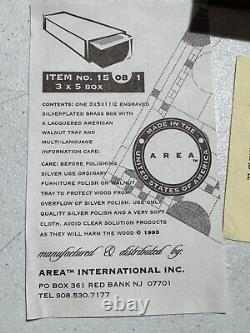 ITEM NO. 15 08 1
3 X 5 BOX
CONTENTS: ONE 3X5X1 1/2 ENGRAVED
SILVERPLATED BRASS BOX WITH
A LACQUERED AMERICAN
WALNUT TRAY AND
MULTI-LANGUAGE
INFORMATION CARD.
CARE: BEFORE POLISHING
SILVER USE ORDINARY
FURNITURE POLISH ON WALNUT
TRAY TO PROTECT WOOD FROM
OVERFLOW OF SILVER POLISH. USE ONLY
QUALITY SILVER POLISH AND A VERY SOFT
CLOTH, AVOID CLEAR SOLUTION PRODUCTS
AS THEY WILL HARM THE WOOD © 1995
MADE IN THE
AREA
UNITED STATES OF AMERICA
manufactured & distributed by:
AREA™ INTERNATIONAL INC.
PO BOX 361 RED BANK NJ 07701
TEL 908.530.7177